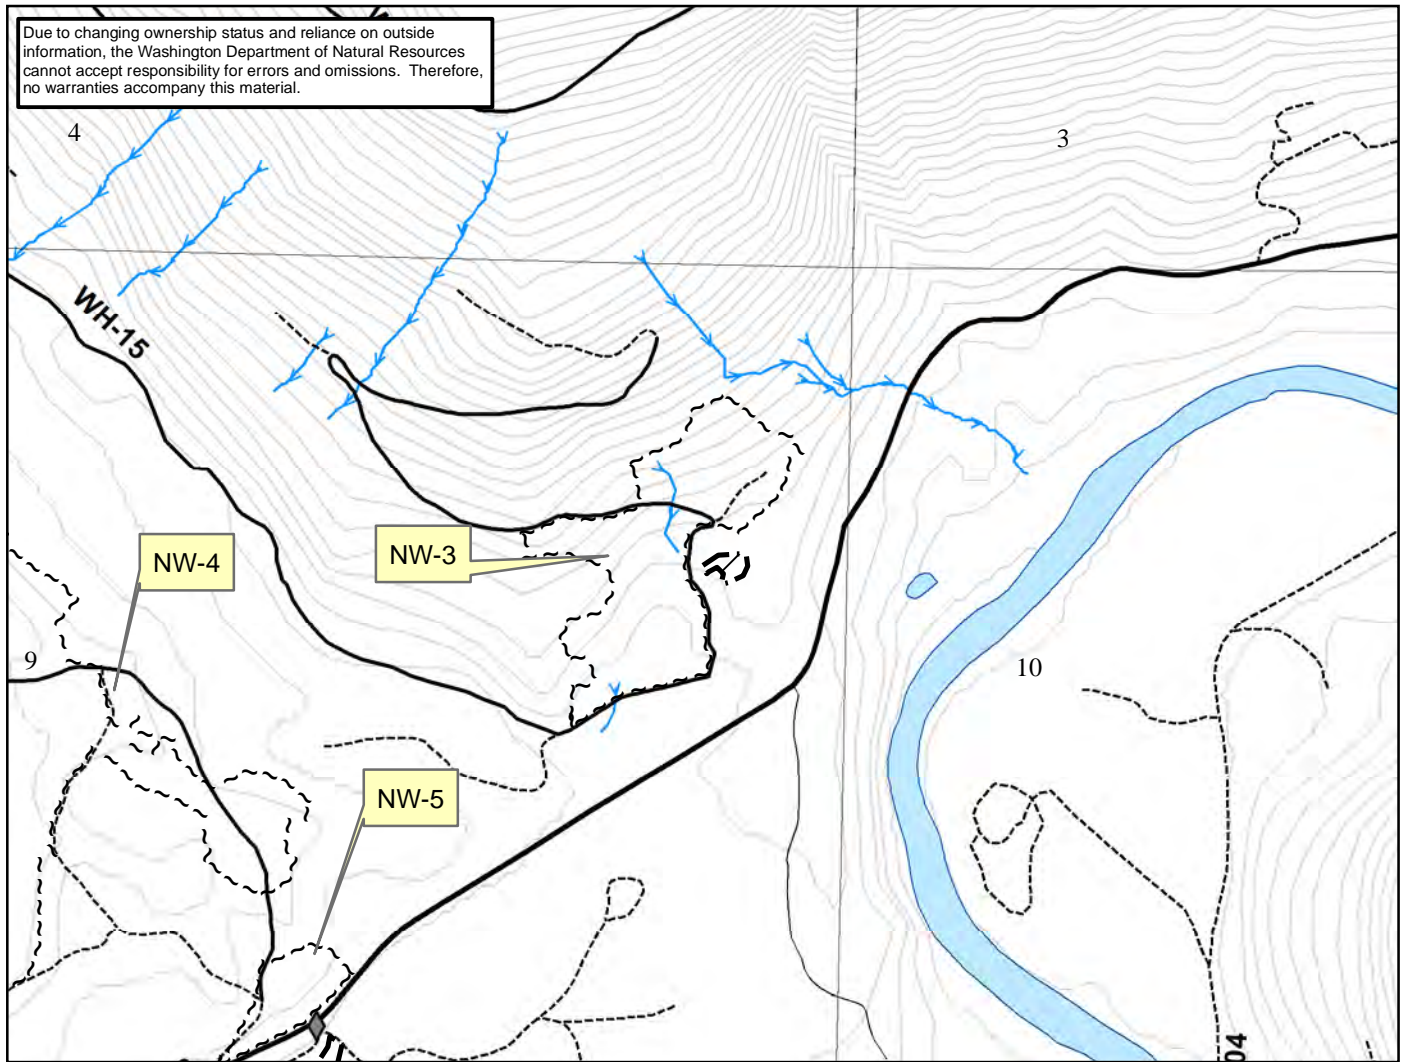 Due to changing ownership status and reliance on outside
information, the Washington Department of Natural Resources
cannot accept responsibility for errors and omissions. Therefore,
no warranties accompany this material.
4
3
WH-15
NW-4
NW-3
9
10
NW-5
04